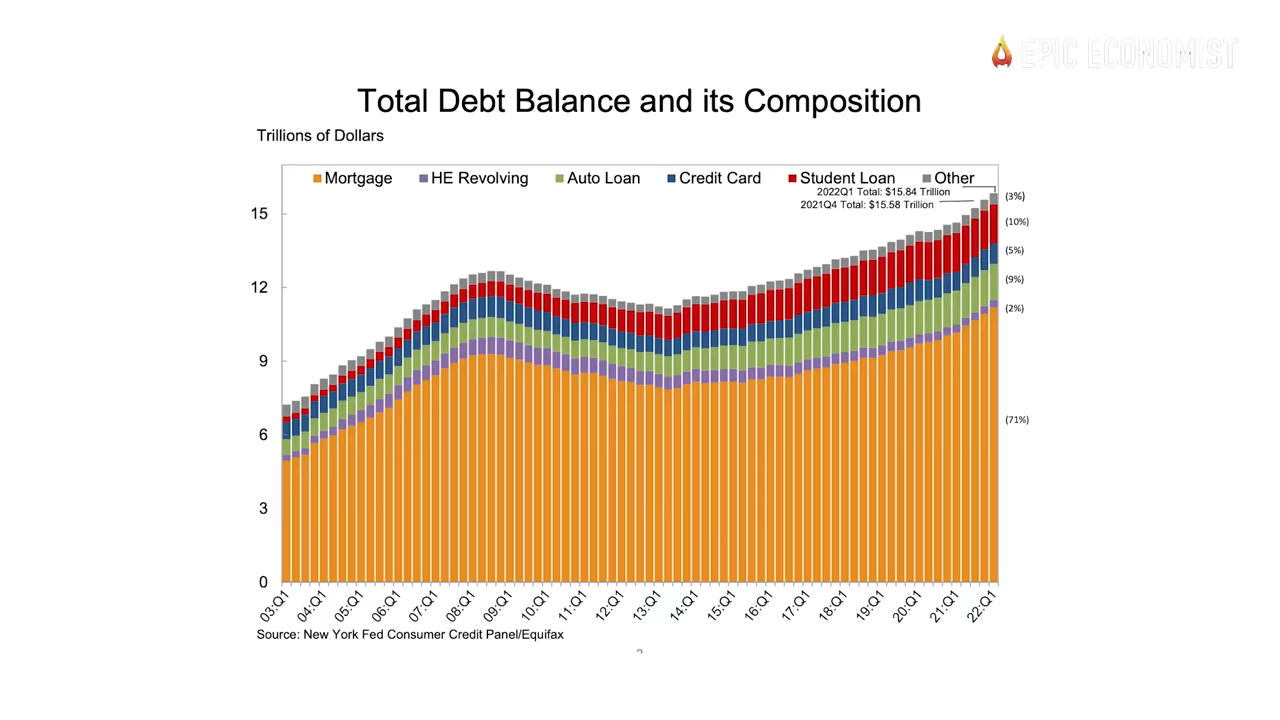 EPIC ECONOMIST
Total Debt Balance and its Composition
Trillions of Dollars
Mortgage HE Revolving Auto Loan Credit Card Student Loan Other
2022Q1 Total: $15.84 Trillion
2021Q4 Total: $15.58 Trillion
(3%)
15
(10%)
(5%)
(9%)
12
(2%)
9
(71%)
6
3
0
03:Q1 04:Q1 05:Q1 06:Q1 07:Q1 08:Q1 09:Q1 10:Q1 11:Q1 12:Q1 13:Q1 14:Q1 15:Q1 16:Q1 17:Q1 18:Q1 19:Q1 20:Q1 21:Q1 22:Q1
Source: New York Fed Consumer Credit Panel/Equifax